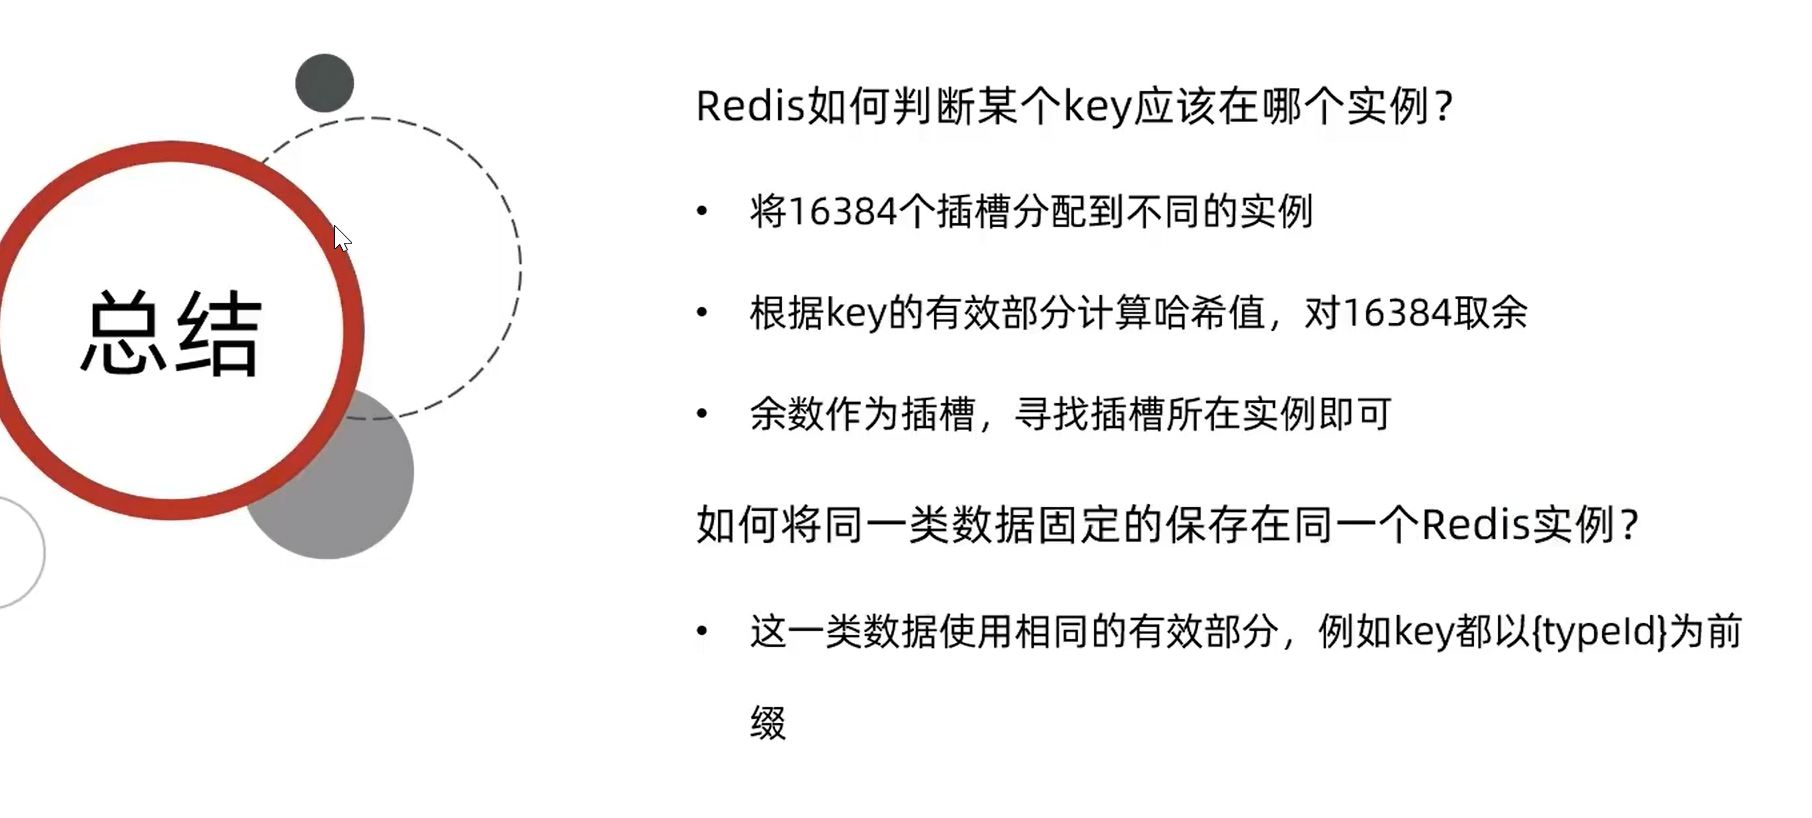 总结
Redis如何判断某个key应该在哪个实例？
• 将16384个插槽分配到不同的实例
• 根据key的有效部分计算哈希值，对16384取余
• 余数作为插槽，寻找插槽所在实例即可
如何将同一类数据固定的保存在同一个Redis实例？
• 这一类数据使用相同的有效部分，例如key都以{typeId}为前
缀